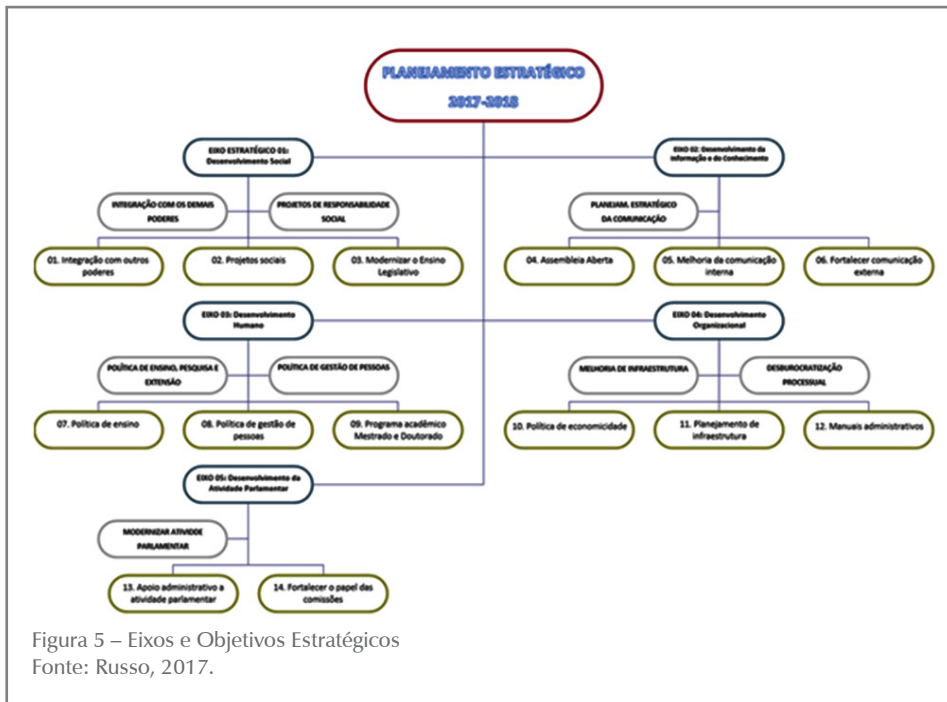 PLANEJAMENTO ESTRATÉGICO
2017-2018
EIXO ESTRATÉGICO 01:
Desenvolvimento Social
EIXO 02: Desenvolvimento da
Informação e do Conhecimento
INTEGRAÇÃO COM OS DEMAIS
PODERES
PROJETOS DE RESPONSABILIDADE
SOCIAL
PLANEJAM. ESTRATÉGICO
DA COMUNICAÇÃO
01. Integração com outros
poderes
02. Projetos sociais
03. Modernizar o Ensino
Legislativo
04. Assembleia Aberta
05. Melhoria da comunicação
interna
06. Fortalecer comunicação
externa
EIXO 03: Desenvolvimento
Humano
EIXO 04: Desenvolvimento
Organizacional
POLÍTICA DE ENSINO, PESQUISA E
EXTENSÃO
POLÍTICA DE GESTÃO DE PESSOAS
MELHORIA DE INFRAESTRUTURA
DESBUROCRATIZAÇÃO
PROCESSUAL
07. Política de ensino
08. Política de gestão de
pessoas
09. Programa acadêmico
Mestrado e Doutorado
10. Política de economicidade
11. Planejamento de
infraestrutura
12. Manuais administrativos
EIXO 05: Desenvolvimento da
Atividade Parlamentar
MODERNIZAR ATIVIDDE
PARLAMENTAR
13. Apoio administrativo a
atividade parlamentar
14. Fortalecer o papel das
comissões
Figura 5 – Eixos e Objetivos Estratégicos
Fonte: Russo, 2017.